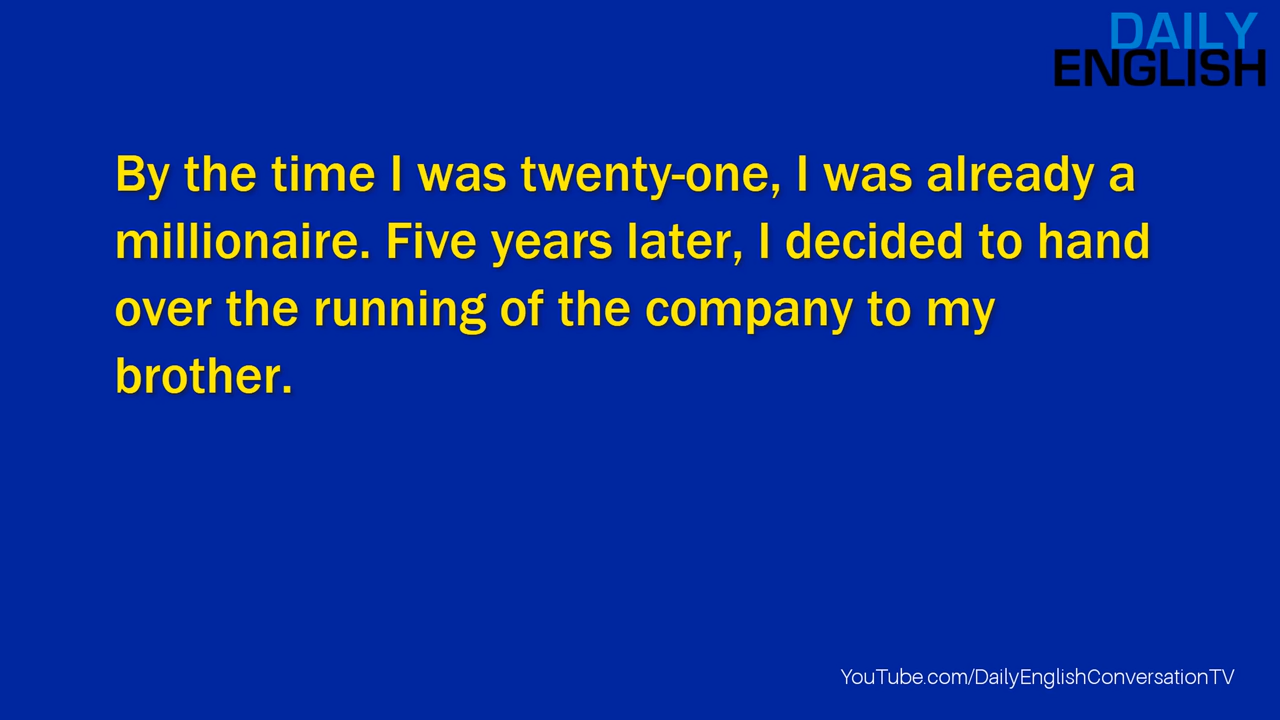 DAILY
ENGLISH
By the time I was twenty-one, I was already a
millionaire. Five years later, I decided to hand
over the running of the company to my
brother.
YouTube.com/DailyEnglishConversationTV